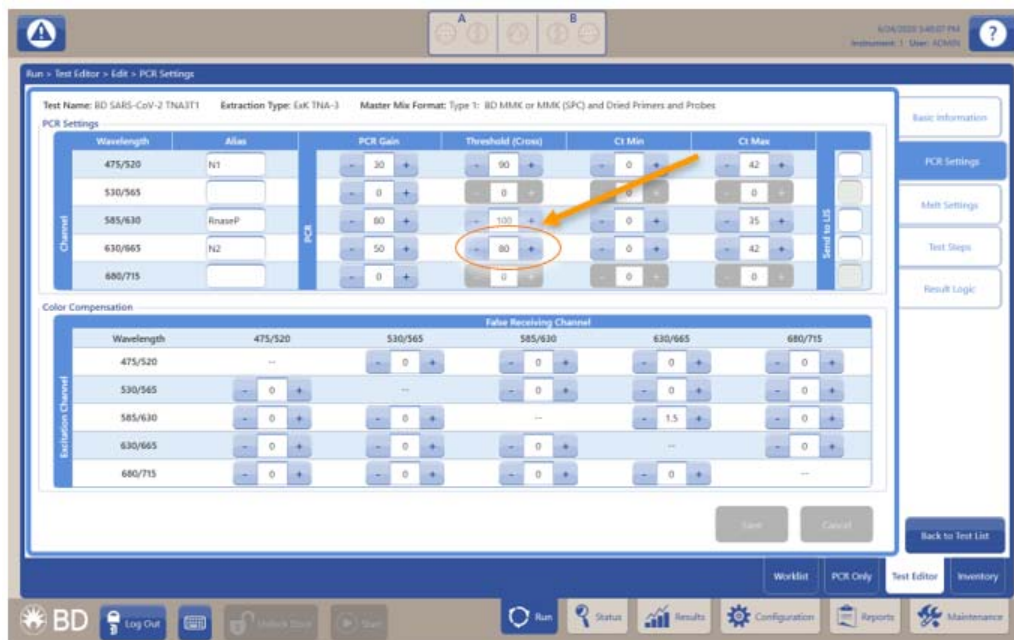 A B
6/24/2020 3:40:07 PM
Instrument: 1 User: ADMIN
?
Run > Test Editor > Edit > PCR Settings
Test Name: BD SARS-CoV-2 TNA3T1 Extraction Type: ExK TNA-3 Master Mix Format: Type 1: BD MMK or MMK (SPC) and Dried Primers and Probes
PCR Settings
Wavelength Alias PCR Gain Threshold (Cross) Ct Min Ct Max
475/520 N1 - 30 + - 90 + - 0 + - 42 +
530/565 - 0 + - 0 + - 0 + - 0 +
585/630 RnaseP - 80 + - 100 + - 0 + - 35 +
630/665 N2 - 50 + - 80 + - 0 + - 42 +
680/715 - 0 + - 0 + - 0 + - 0 +
Channel
PCR
Send to LIS
Color Compensation
False Receiving Channel
Wavelength 475/520 530/565 585/630 630/665 680/715
475/520 -- - 0 + - 0 + - 0 + - 0 +
530/565 - 0 + -- - 0 + - 0 + - 0 +
585/630 - 0 + - 0 + -- - 1.5 + - 0 +
630/665 - 0 + - 0 + - 0 + -- - 0 +
680/715 - 0 + - 0 + - 0 + - 0 + --
Excitation Channel
Save Cancel
Basic Information
PCR Settings
Melt Settings
Test Steps
Result Logic
Back to Test List
Worklist PCR Only Test Editor Inventory
BD Log Out Unlock Door Start Run Status Results Configuration Reports Maintenance